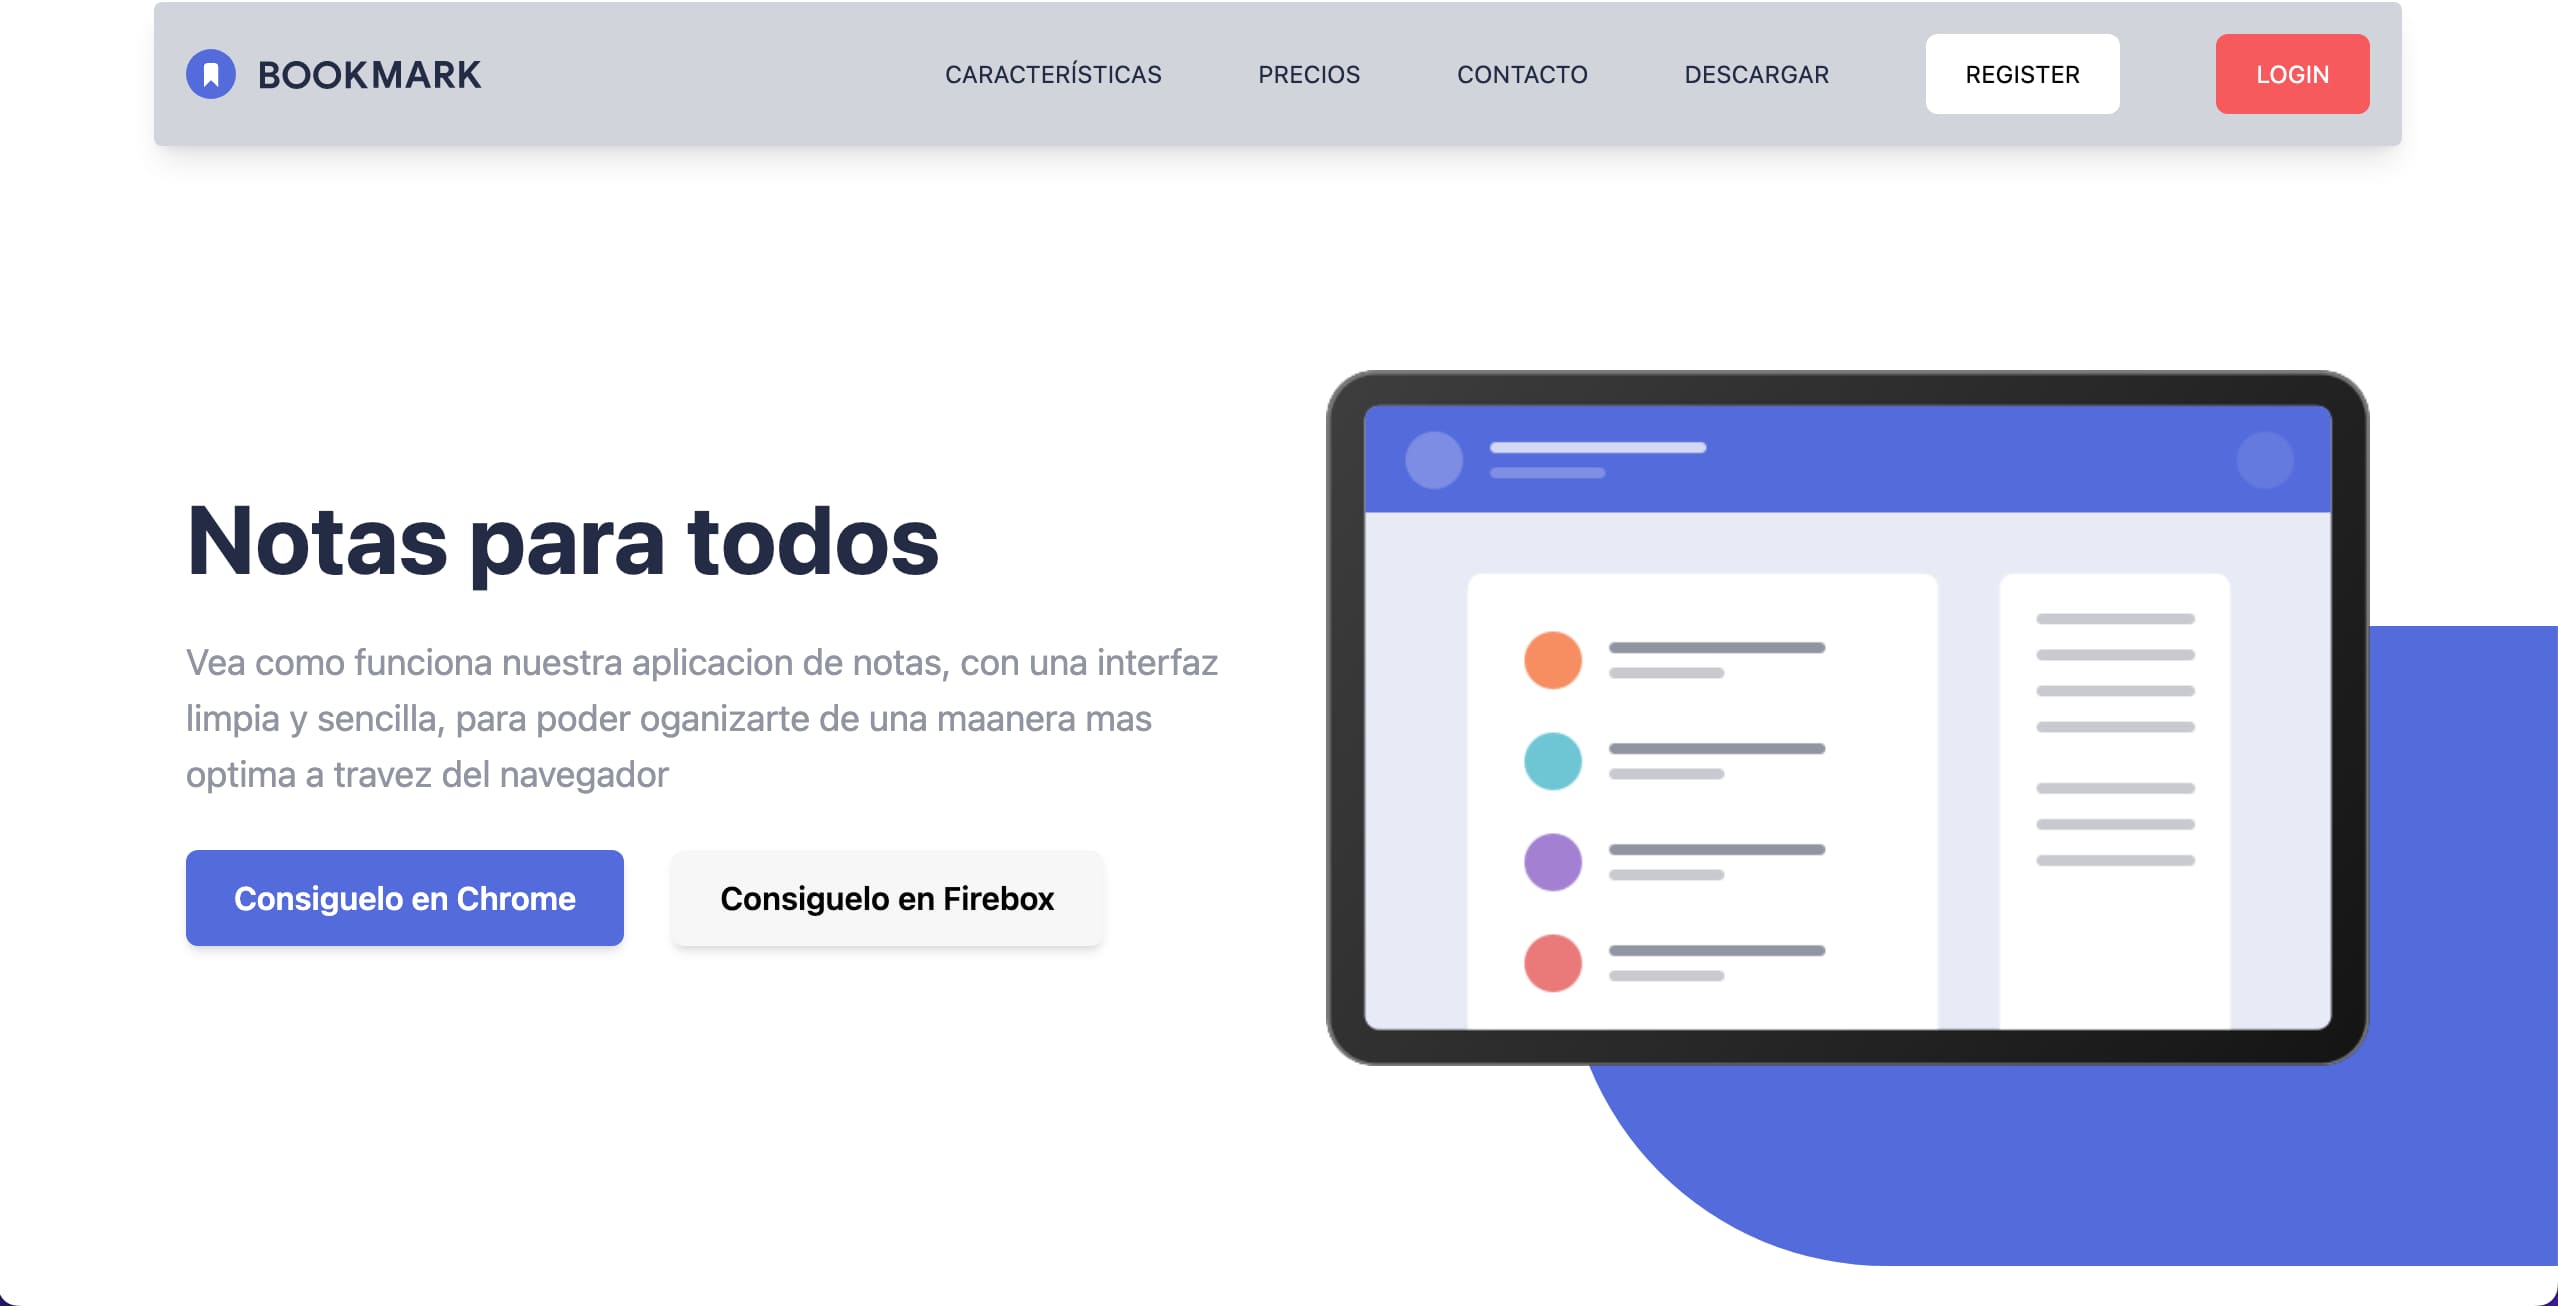 BOOKMARK
CARACTERÍSTICAS
PRECIOS
CONTACTO
DESCARGAR
REGISTER
LOGIN
Notas para todos
Vea como funciona nuestra aplicacion de notas, con una interfaz
limpia y sencilla, para poder oganizarte de una maanera mas
optima a travez del navegador
Consiguelo en Chrome
Consiguelo en Firebox